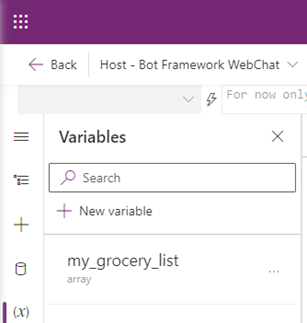 Back
Host - Bot Framework WebChat
For now only
Variables
Search
New variable
my_grocery_list
array
(x)